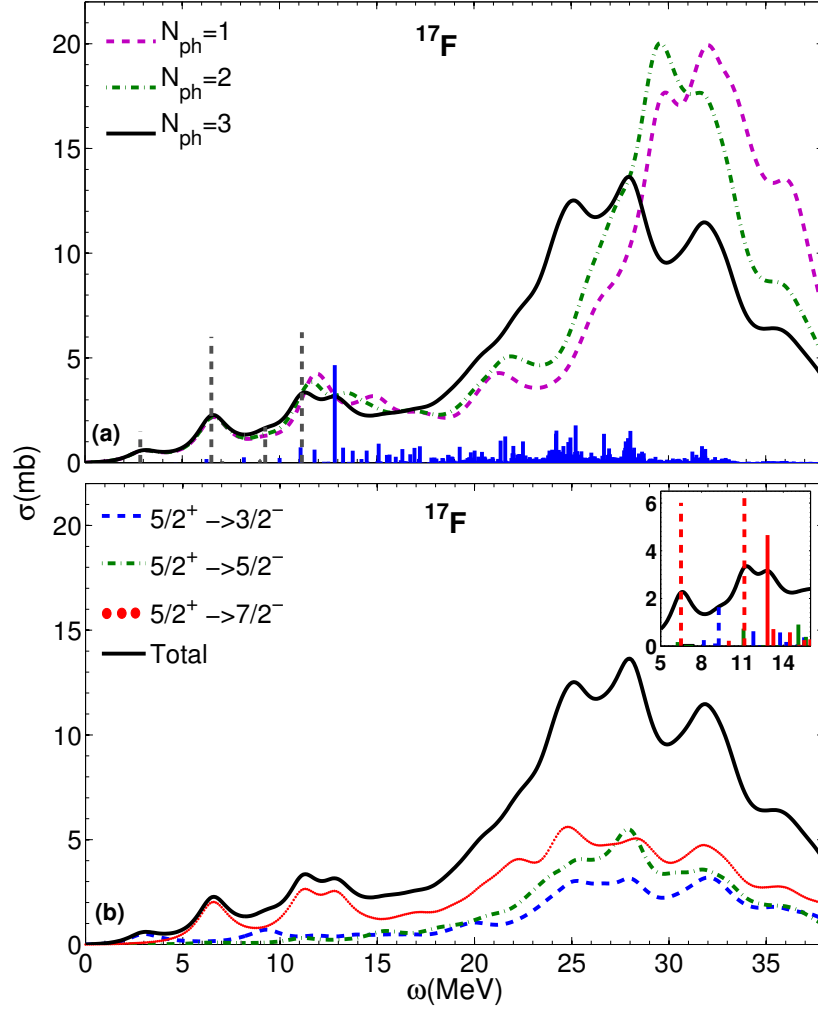 20
15
10
5
0
N_ph=1
N_ph=2
N_ph=3
¹⁷F
(a)
σ(mb)
20
15
10
5
0
5/2⁺ −>3/2⁻
5/2⁺ −>5/2⁻
5/2⁺ −>7/2⁻
Total
¹⁷F
6
4
2
0
5 8 11 14
(b)
0 5 10 15 20 25 30 35
ω(MeV)